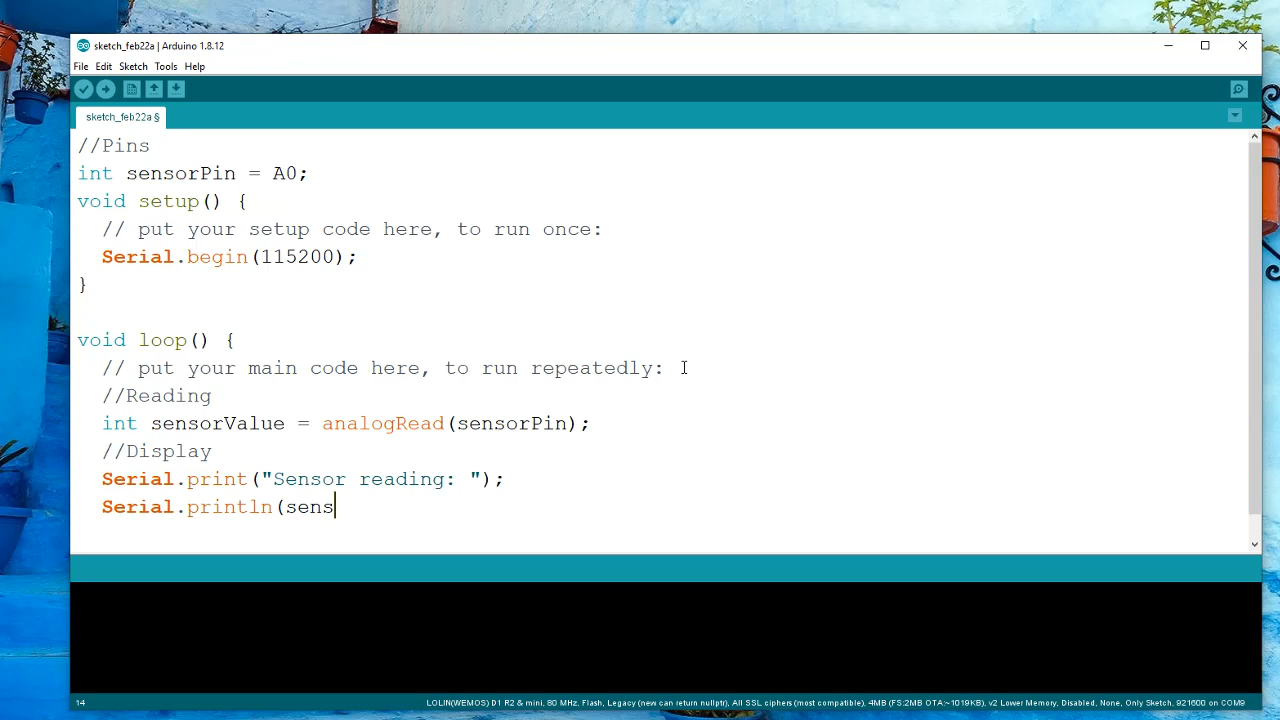 sketch_feb22a | Arduino 1.8.12
File Edit Sketch Tools Help
sketch_feb22a §
//Pins
int sensorPin = A0;
void setup() {
  // put your setup code here, to run once:
  Serial.begin(115200);
}
void loop() {
  // put your main code here, to run repeatedly:
  //Reading
  int sensorValue = analogRead(sensorPin);
  //Display
  Serial.print("Sensor reading: ");
  Serial.println(sens
14 LOLIN(WEMOS) D1 R2 & mini, 80 MHz, Flash, Legacy (new can return nullptr), All SSL ciphers (most compatible), 4MB (FS:2MB OTA:~1019KB), v2 Lower Memory, Disabled, None, Only Sketch, 921600 on COM9